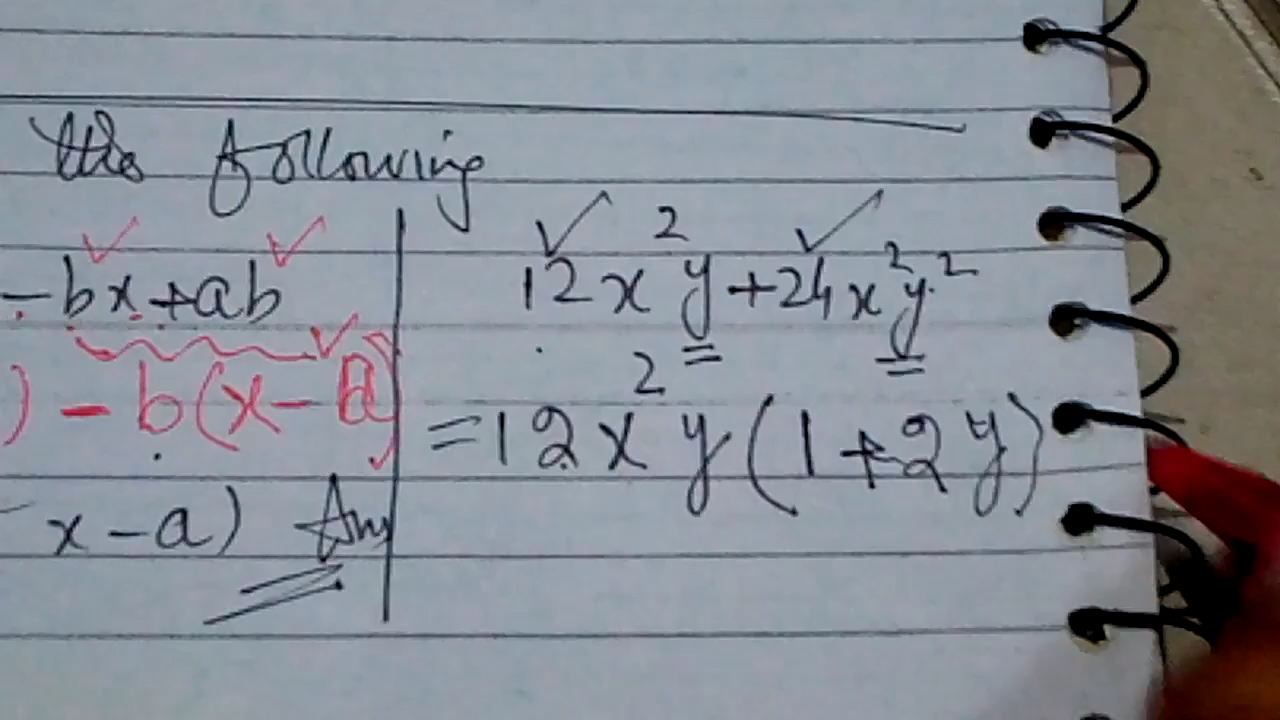 the following
-bx+ab
) - b(x-a)
x-a) Ans
12x²y+24x²y²
=12x²y(1+2y)